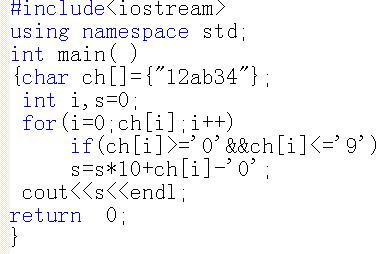 #include<iostream>
using namespace std;
int main( )
{char ch[]={"12ab34"};
int i,s=0;
for(i=0;ch[i];i++)
if(ch[i]>='0'&&ch[i]<='9')
s=s*10+ch[i]-'0';
cout<<s<<endl;
return  0;
}